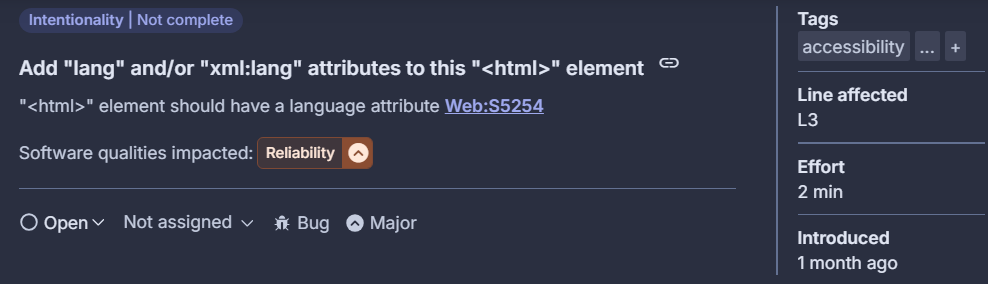 Intentionality | Not complete
Add "lang" and/or "xml:lang" attributes to this "<html>" element
"<html>" element should have a language attribute Web:S5254
Software qualities impacted: Reliability
Open Not assigned Bug Major
Tags
accessibility ... +
Line affected
L3
Effort
2 min
Introduced
1 month ago